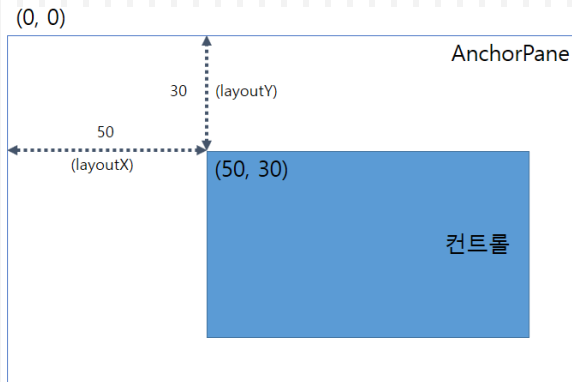 (0, 0)
AnchorPane
30 (layoutY)
50
(layoutX)
(50, 30)
컨트롤